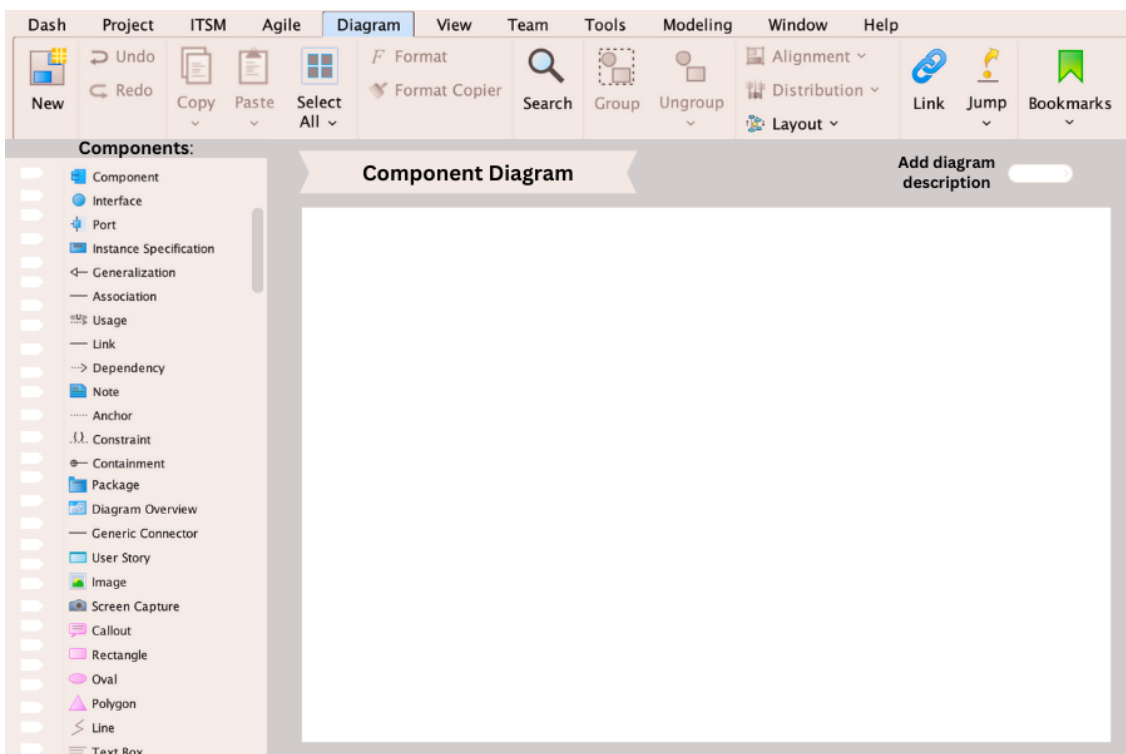 Dash Project ITSM Agile Diagram View Team Tools Modeling Window Help
New
Undo
Redo
Copy
Paste
Select
All
F Format
Format Copier
Search
Group
Ungroup
Alignment
Distribution
Layout
Link
Jump
Bookmarks
Components:
Component
Interface
Port
Instance Specification
Generalization
Association
Usage
Link
Dependency
Note
Anchor
Constraint
Containment
Package
Diagram Overview
Generic Connector
User Story
Image
Screen Capture
Callout
Rectangle
Oval
Polygon
Line
Text Box
Component Diagram
Add diagram
description